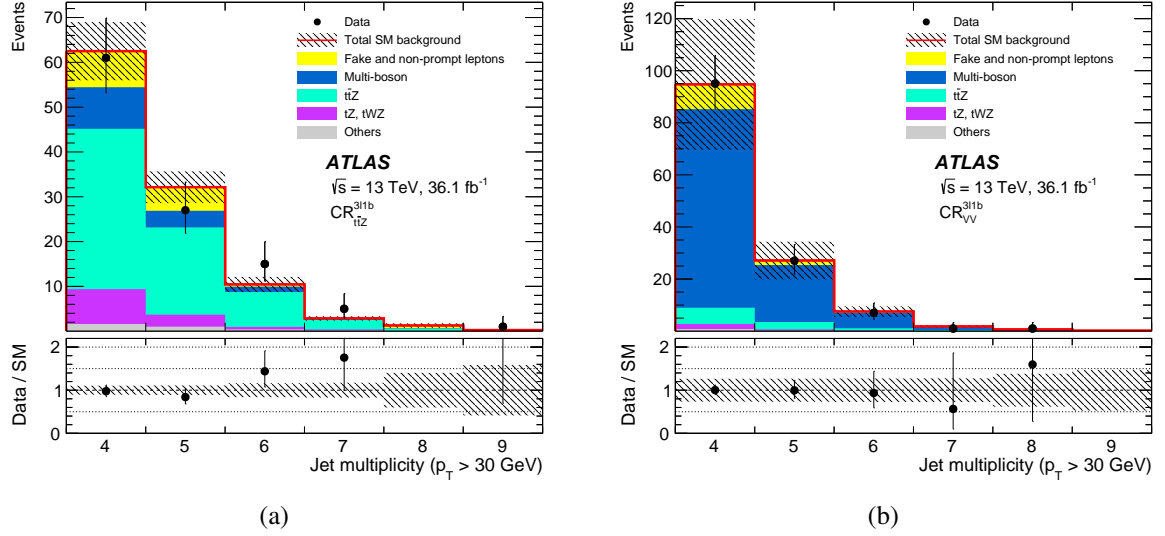 Events
70
60
50
40
30
20
10
Data
Total SM background
Fake and non-prompt leptons
Multi-boson
tt̄Z
tZ, tWZ
Others
ATLAS
√s = 13 TeV, 36.1 fb⁻¹
CR³ˡ¹ᵇ tt̄Z
Data / SM
2
1
0
4 5 6 7 8 9
Jet multiplicity (p_T > 30 GeV)
(a)
Events
120
100
80
60
40
20
Data
Total SM background
Fake and non-prompt leptons
Multi-boson
tt̄Z
tZ, tWZ
Others
ATLAS
√s = 13 TeV, 36.1 fb⁻¹
CR³ˡ¹ᵇ VV
Data / SM
2
1
0
4 5 6 7 8 9
Jet multiplicity (p_T > 30 GeV)
(b)